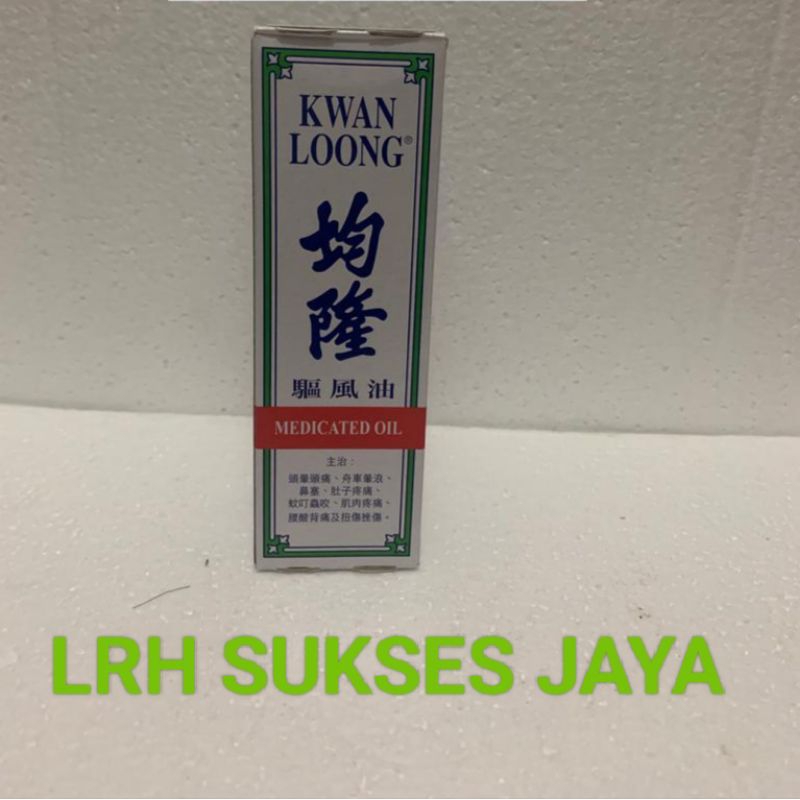 KWAN
LOONG®
均
隆
驅風油
MEDICATED OIL
主治：
頭暈頭痛、舟車暈浪、
鼻塞、肚子疼痛、
蚊叮蟲咬、肌肉疼痛、
腰酸背痛及扭傷挫傷。
LRH SUKSES JAYA